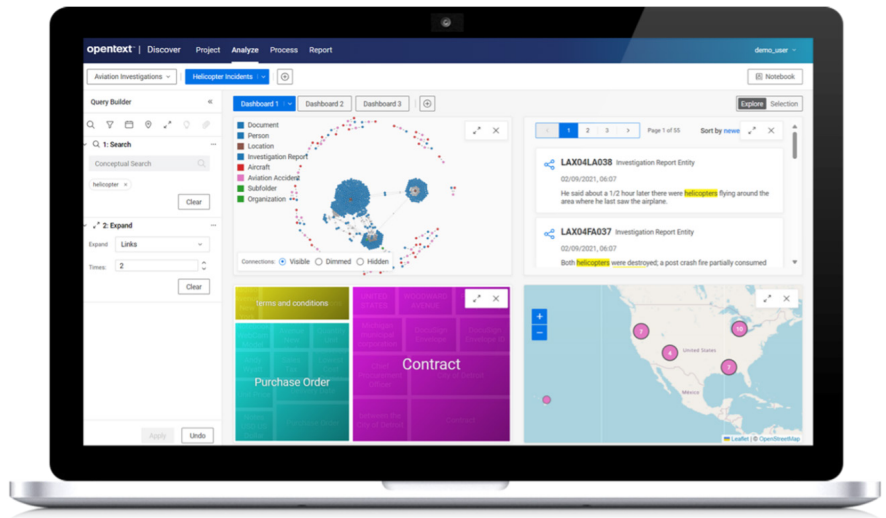 opentext™ | Discover Project Analyze Process Report demo_user
Aviation Investigations Helicopter Incidents Notebook
Query Builder «
Dashboard 1 Dashboard 2 Dashboard 3 Explore Selection
1: Search
Conceptual Search
helicopter ×
Clear
2: Expand
Expand Links
Times: 2
Clear
Apply Undo
Document
Person
Location
Investigation Report
Aircraft
Aviation Accident
Subfolder
Organization
Connections: Visible Dimmed Hidden
< 1 2 3 > Page 1 of 55 Sort by newe
LAX04LA038 Investigation Report Entity
02/09/2021, 06:07
He said about a 1/2 hour later there were helicopters flying around the
area where he last saw the airplane.
LAX04FA037 Investigation Report Entity
02/09/2021, 06:07
Both helicopters were destroyed; a post crash fire partially consumed
terms and conditions
Purchase Order
Contract
+
−
7
10
4
7
United States
México
Leaflet | © OpenStreetMap